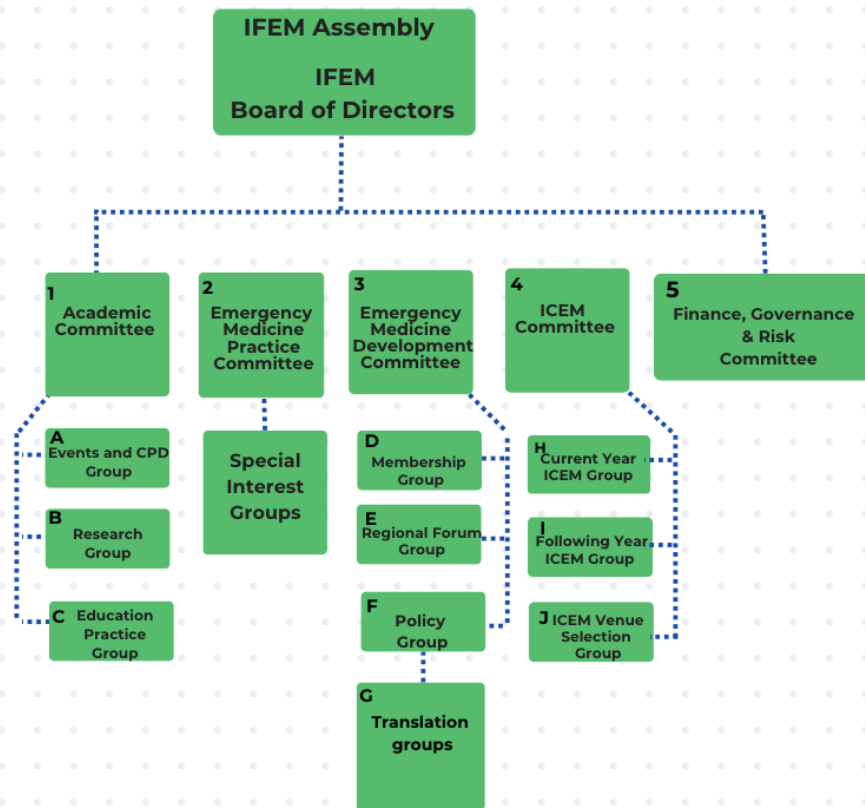 IFEM Assembly
IFEM
Board of Directors
1
Academic
Committee
2
Emergency
Medicine
Practice
Committee
3
Emergency
Medicine
Development
Committee
4
ICEM
Committee
5
Finance, Governance
& Risk
Committee
A
Events and CPD
Group
B
Research
Group
C
Education
Practice
Group
Special
Interest
Groups
D
Membership
Group
E
Regional Forum
Group
F
Policy
Group
G
Translation
groups
H
Current Year
ICEM Group
I
Following Year
ICEM Group
J
ICEM Venue
Selection
Group